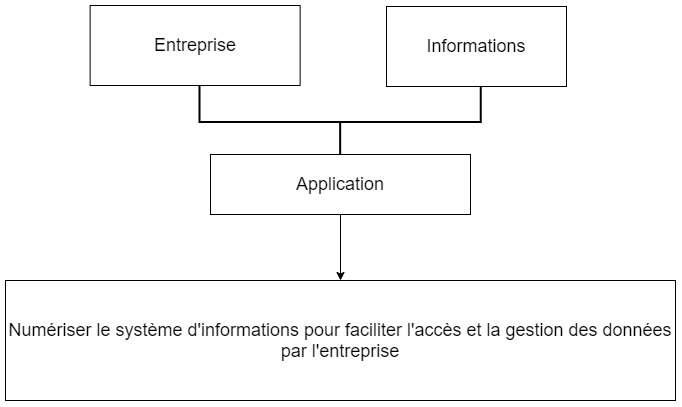 Entreprise
Informations
Application
Numériser le système d'informations pour faciliter l'accès et la gestion des données
par l'entreprise